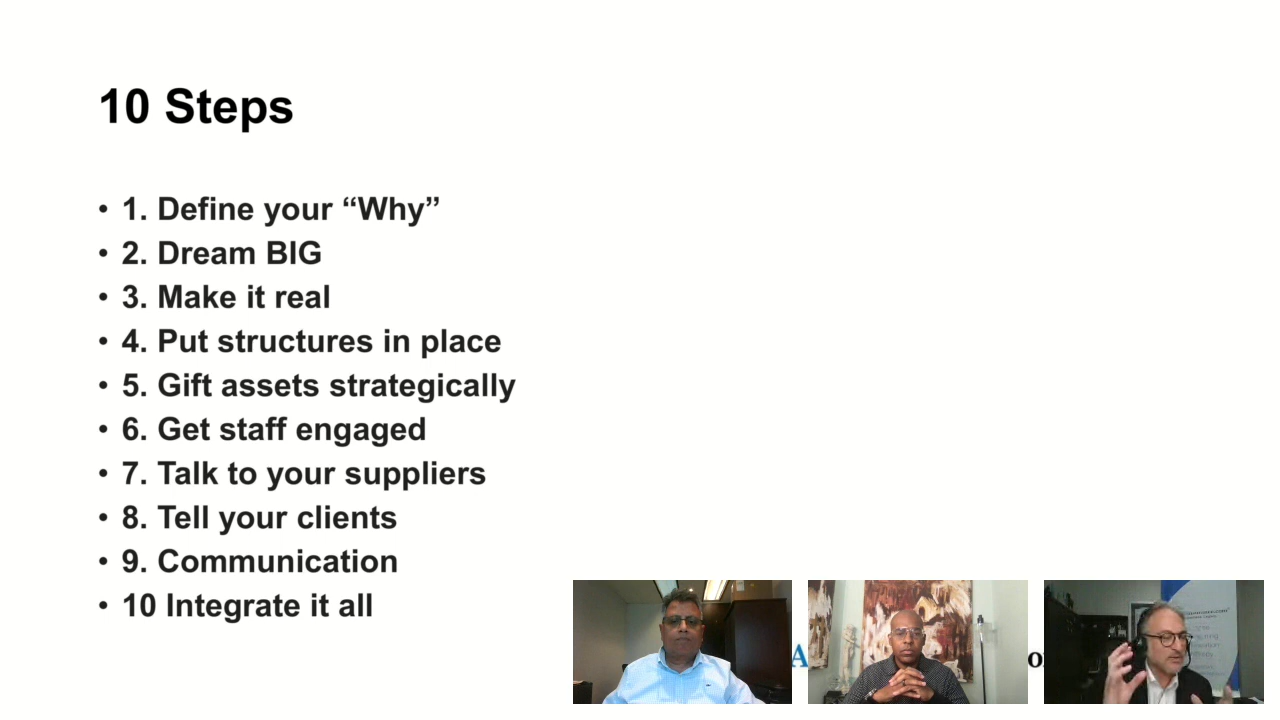 10 Steps
• 1. Define your “Why”
• 2. Dream BIG
• 3. Make it real
• 4. Put structures in place
• 5. Gift assets strategically
• 6. Get staff engaged
• 7. Talk to your suppliers
• 8. Tell your clients
• 9. Communication
• 10 Integrate it all